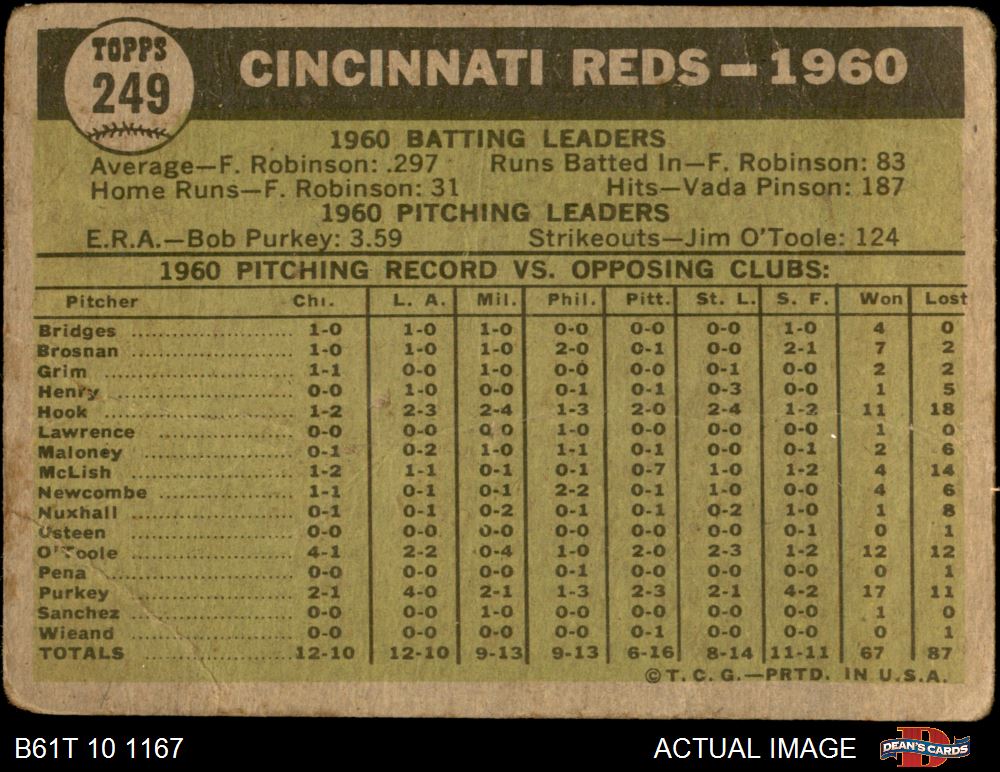 TOPPS
249
CINCINNATI REDS—1960
1960 BATTING LEADERS
Average—F. Robinson: .297 Runs Batted In—F. Robinson: 83
Home Runs—F. Robinson: 31 Hits—Vada Pinson: 187
1960 PITCHING LEADERS
E.R.A.—Bob Purkey: 3.59 Strikeouts—Jim O'Toole: 124
1960 PITCHING RECORD VS. OPPOSING CLUBS:
Pitcher Chi. L. A. Mil. Phil. Pitt. St. L. S. F. Won Lost
Bridges 1-0 1-0 1-0 0-0 0-0 0-0 1-0 4 0
Brosnan 1-0 1-0 1-0 2-0 0-1 0-0 2-1 7 2
Grim 1-1 0-0 1-0 0-0 0-0 0-1 0-0 2 2
Henry 0-0 1-0 0-0 0-1 0-1 0-3 0-0 1 5
Hook 1-2 2-3 2-4 1-3 2-0 2-4 1-2 11 18
Lawrence 0-0 0-0 0-0 1-0 0-0 0-0 0-0 1 0
Maloney 0-1 0-2 1-0 1-1 0-1 0-0 0-1 2 6
McLish 1-2 1-1 0-1 0-1 0-7 1-0 1-2 4 14
Newcombe 1-1 0-1 0-1 2-2 0-1 1-0 0-0 4 6
Nuxhall 0-1 0-1 0-2 0-1 0-1 0-2 1-0 1 8
Osteen 0-0 0-0 0-0 0-0 0-0 0-0 0-1 0 1
O'Toole 4-1 2-2 0-4 1-0 2-0 2-3 1-2 12 12
Pena 0-0 0-0 0-0 0-1 0-0 0-0 0-0 0 1
Purkey 2-1 4-0 2-1 1-3 2-3 2-1 4-2 17 11
Sanchez 0-0 0-0 1-0 0-0 0-0 0-0 0-0 1 0
Wieand 0-0 0-0 0-0 0-0 0-1 0-0 0-0 0 1
TOTALS 12-10 12-10 9-13 9-13 6-16 8-14 11-11 67 87
©T. C. G.—PRTD. IN U.S.A.
B61T 10 1167 ACTUAL IMAGE DEAN'S CARDS